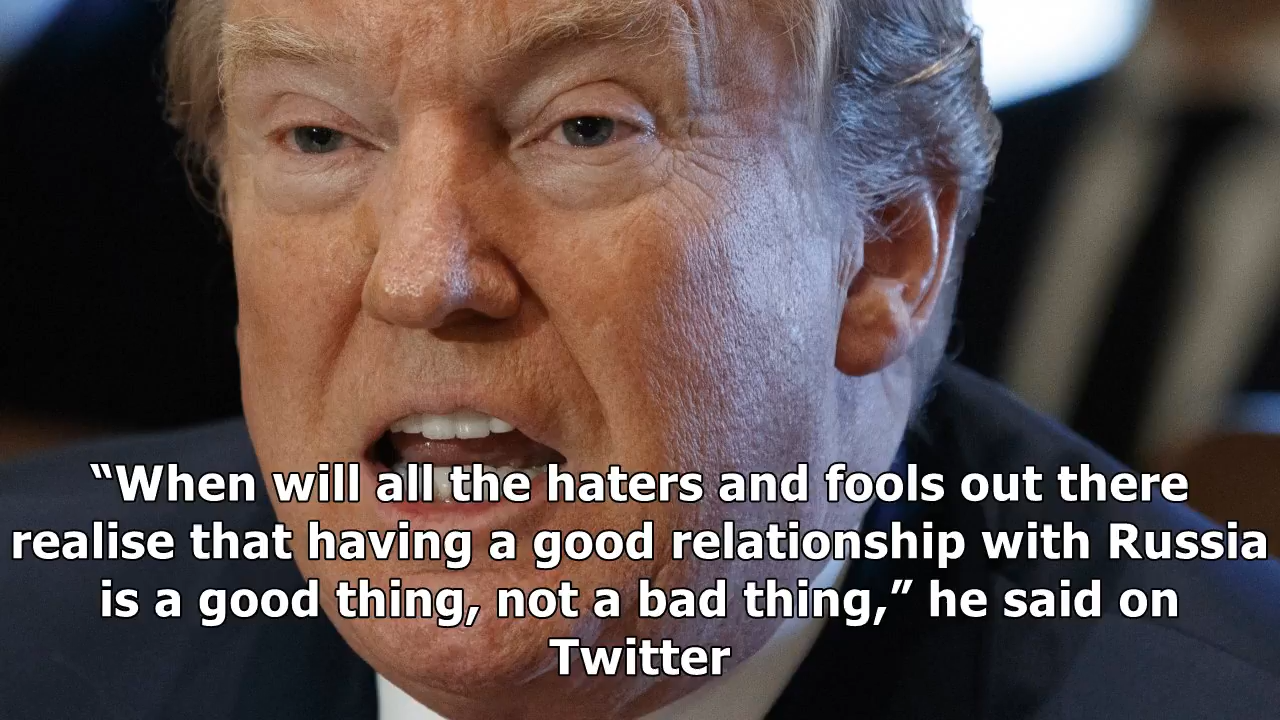 “When will all the haters and fools out there
realise that having a good relationship with Russia
is a good thing, not a bad thing,” he said on
Twitter